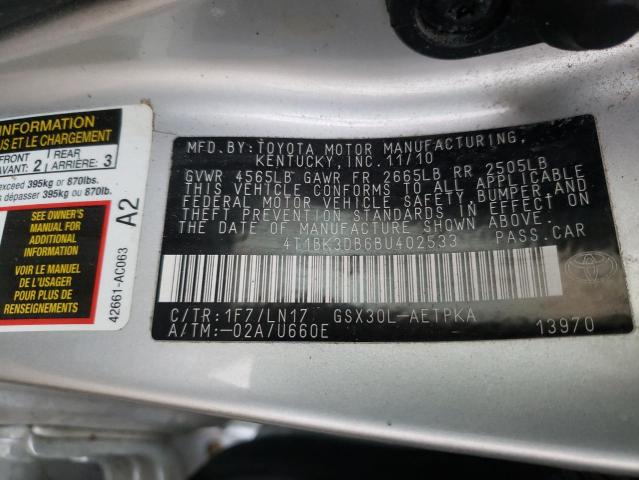 INFORMATION
US ET LE CHARGEMENT
FRONT
AVANT: 2
REAR
ARRIÈRE: 3
exceed 395kg or 870lb.
s dépasser 395kg ou 870lb.
SEE OWNER'S
MANUAL FOR
ADDITIONAL
INFORMATION
VOIR LE MANUEL
DE L'USAGER
POUR PLUS DE
RENSEIGNEMENTS
A2
42661-AC063
MFD.BY:TOYOTA MOTOR MANUFACTURING,
KENTUCKY, INC. 11/10
GVWR 4565LB GAWR FR 2665LB RR 2505LB
THIS VEHICLE CONFORMS TO ALL APPLICABLE
FEDERAL MOTOR VEHICLE SAFETY, BUMPER, AND
THEFT PREVENTION STANDARDS IN EFFECT ON
THE DATE OF MANUFACTURE SHOWN ABOVE.
4T1BK3DB6BU402533 PASS.CAR
C/TR:1F7/LN17 GSX30L-AETPKA
A/TM:-02A/U660E 13970